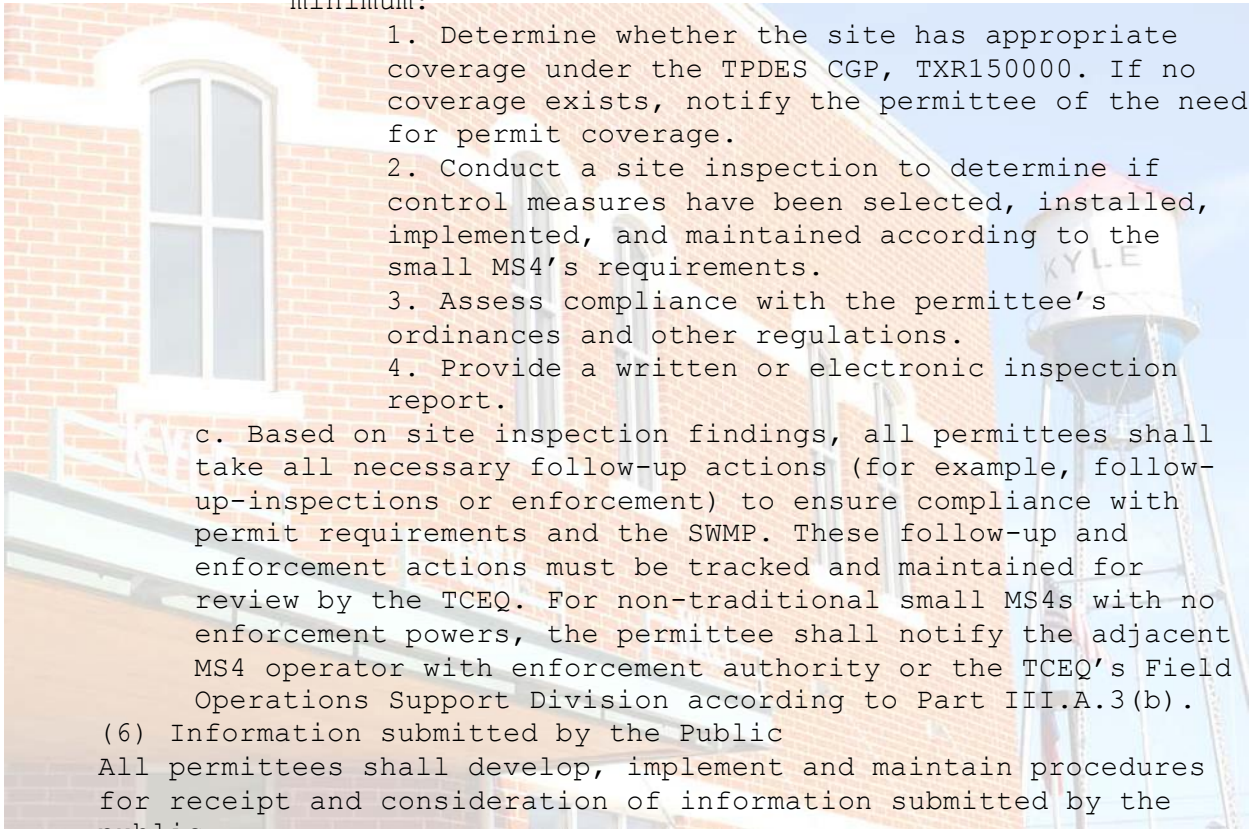 minimum:
1. Determine whether the site has appropriate
coverage under the TPDES CGP, TXR150000. If no
coverage exists, notify the permittee of the need
for permit coverage.
2. Conduct a site inspection to determine if
control measures have been selected, installed,
implemented, and maintained according to the
small MS4’s requirements.
3. Assess compliance with the permittee’s
ordinances and other regulations.
4. Provide a written or electronic inspection
report.
c. Based on site inspection findings, all permittees shall
take all necessary follow-up actions (for example, follow-
up-inspections or enforcement) to ensure compliance with
permit requirements and the SWMP. These follow-up and
enforcement actions must be tracked and maintained for
review by the TCEQ. For non-traditional small MS4s with no
enforcement powers, the permittee shall notify the adjacent
MS4 operator with enforcement authority or the TCEQ’s Field
Operations Support Division according to Part III.A.3(b).
(6) Information submitted by the Public
All permittees shall develop, implement and maintain procedures
for receipt and consideration of information submitted by the
public
KYLE
KYLE